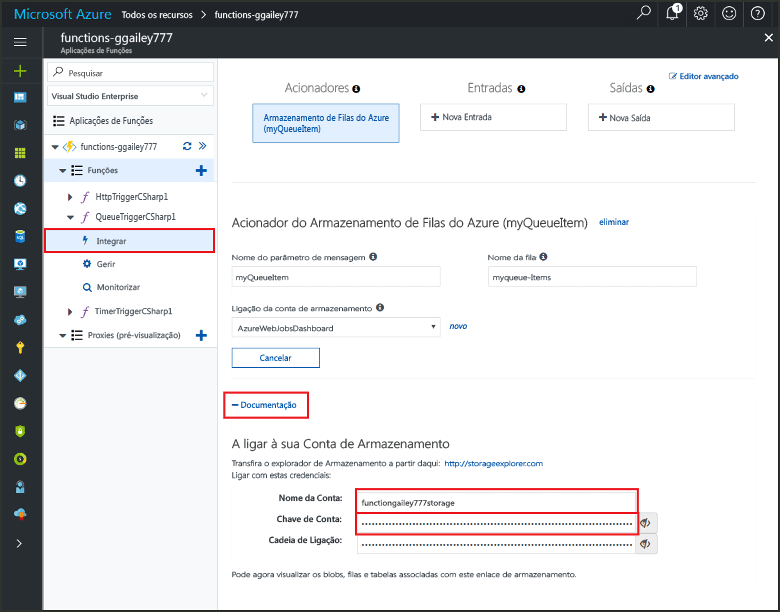 Microsoft Azure Todos os recursos > functions-ggailey777
1
functions-ggailey777
Aplicações de Funções
Pesquisar
Visual Studio Enterprise
Aplicações de Funções
functions-ggailey777
Funções
HttpTriggerCSharp1
QueueTriggerCSharp1
Integrar
Gerir
Monitorizar
TimerTriggerCSharp1
Proxies (pré-visualização)
Editor avançado
Acionadores
Entradas
Saídas
Armazenamento de Filas do Azure
(myQueueItem)
Nova Entrada
Nova Saída
Acionador do Armazenamento de Filas do Azure (myQueueItem) eliminar
Nome do parâmetro de mensagem
Nome da fila
myQueueItem
myqueue-Items
Ligação da conta de armazenamento
AzureWebJobsDashboard
novo
Cancelar
Documentação
A ligar à sua Conta de Armazenamento
Transfira o explorador de Armazenamento a partir daqui: http://storageexplorer.com
Ligar com estas credenciais:
Nome da Conta: functiongailey777storage
Chave de Conta:
Cadeia de Ligação:
Pode agora visualizar os blobs, filas e tabelas associadas com este enlace de armazenamento.